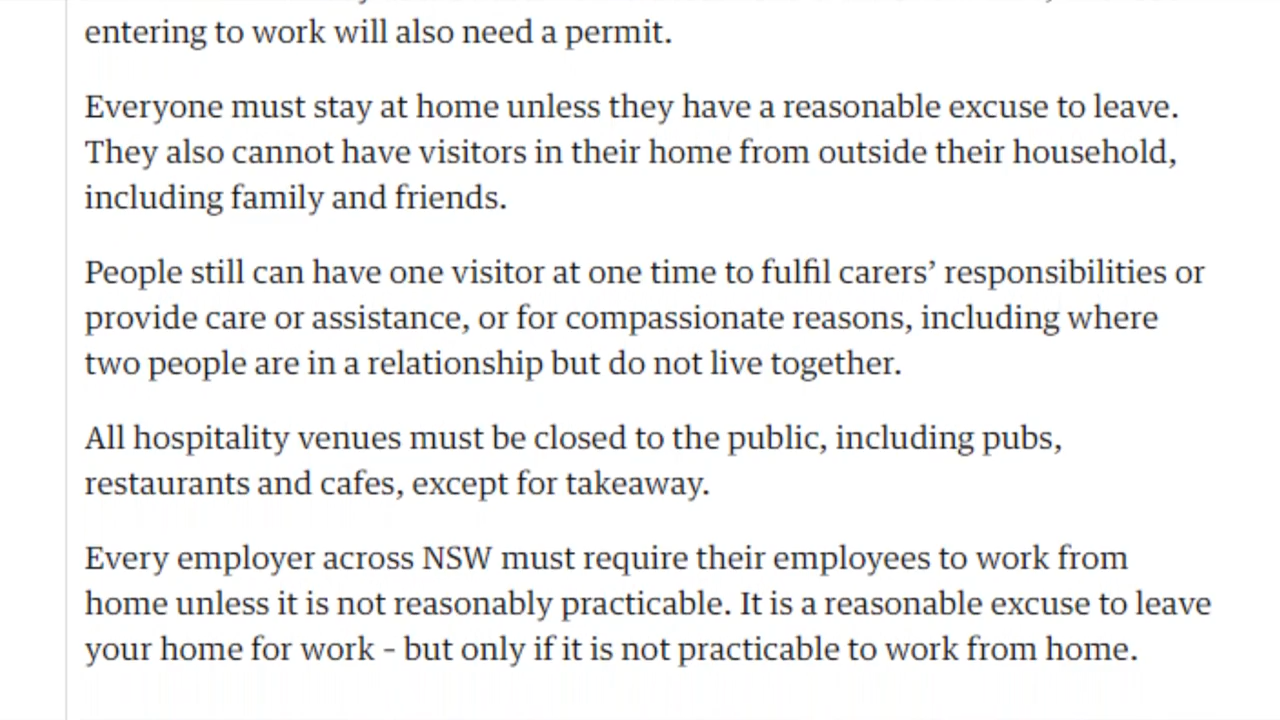 entering to work will also need a permit.
Everyone must stay at home unless they have a reasonable excuse to leave.
They also cannot have visitors in their home from outside their household,
including family and friends.
People still can have one visitor at one time to fulfil carers’ responsibilities or
provide care or assistance, or for compassionate reasons, including where
two people are in a relationship but do not live together.
All hospitality venues must be closed to the public, including pubs,
restaurants and cafes, except for takeaway.
Every employer across NSW must require their employees to work from
home unless it is not reasonably practicable. It is a reasonable excuse to leave
your home for work – but only if it is not practicable to work from home.